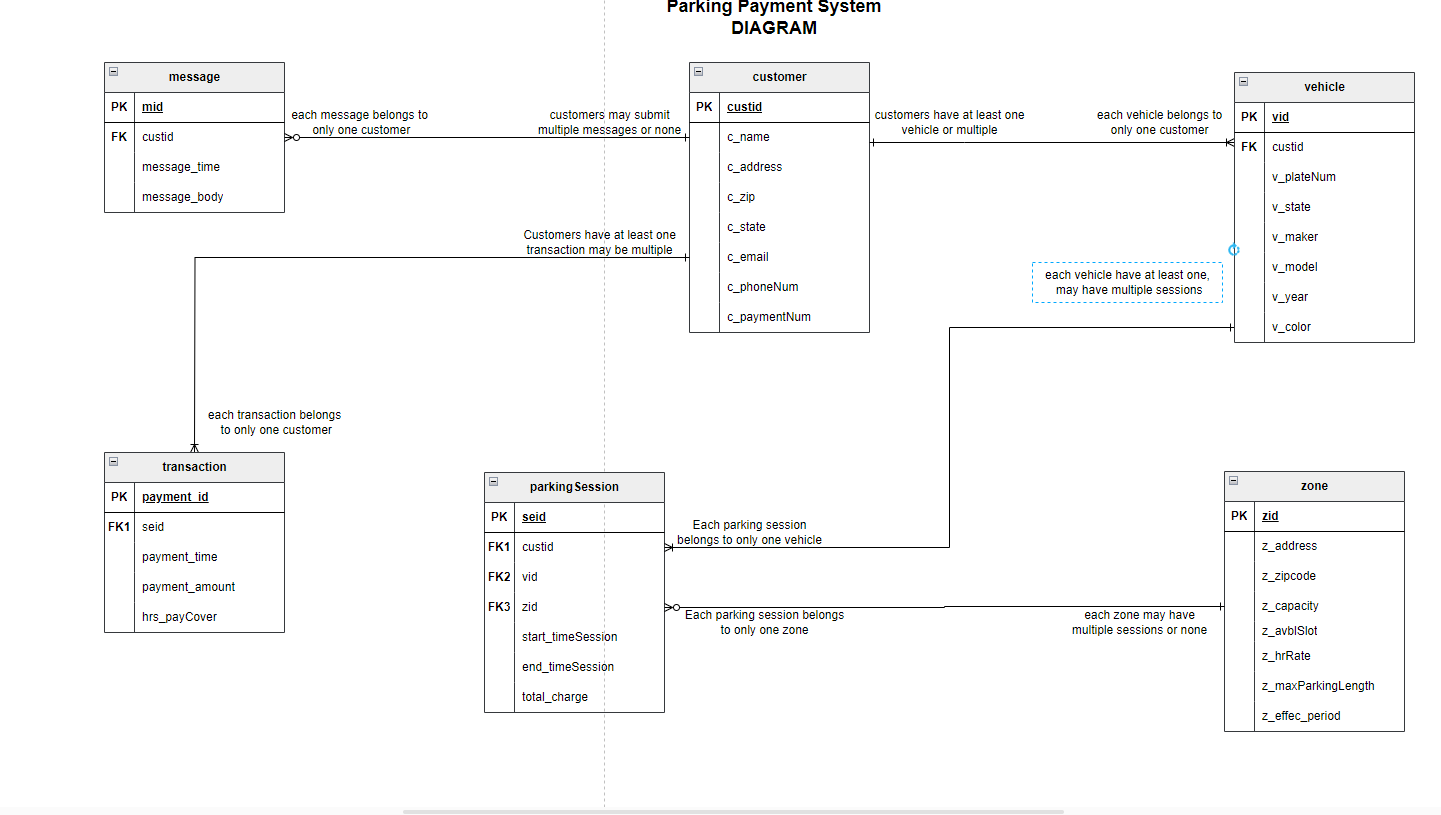 Parking Payment System
DIAGRAM
message
PK mid
FK custid
message_time
message_body
each message belongs to
only one customer
customers may submit
multiple messages or none
customer
PK custid
c_name
c_address
c_zip
c_state
c_email
c_phoneNum
c_paymentNum
customers have at least one
vehicle or multiple
each vehicle belongs to
only one customer
vehicle
PK vid
FK custid
v_plateNum
v_state
v_maker
v_model
v_year
v_color
Customers have at least one
transaction may be multiple
each vehicle have at least one,
may have multiple sessions
each transaction belongs
to only one customer
transaction
PK payment_id
FK1 seid
payment_time
payment_amount
hrs_payCover
parkingSession
PK seid
FK1 custid
FK2 vid
FK3 zid
start_timeSession
end_timeSession
total_charge
Each parking session
belongs to only one vehicle
Each parking session belongs
to only one zone
each zone may have
multiple sessions or none
zone
PK zid
z_address
z_zipcode
z_capacity
z_avblSlot
z_hrRate
z_maxParkingLength
z_effec_period